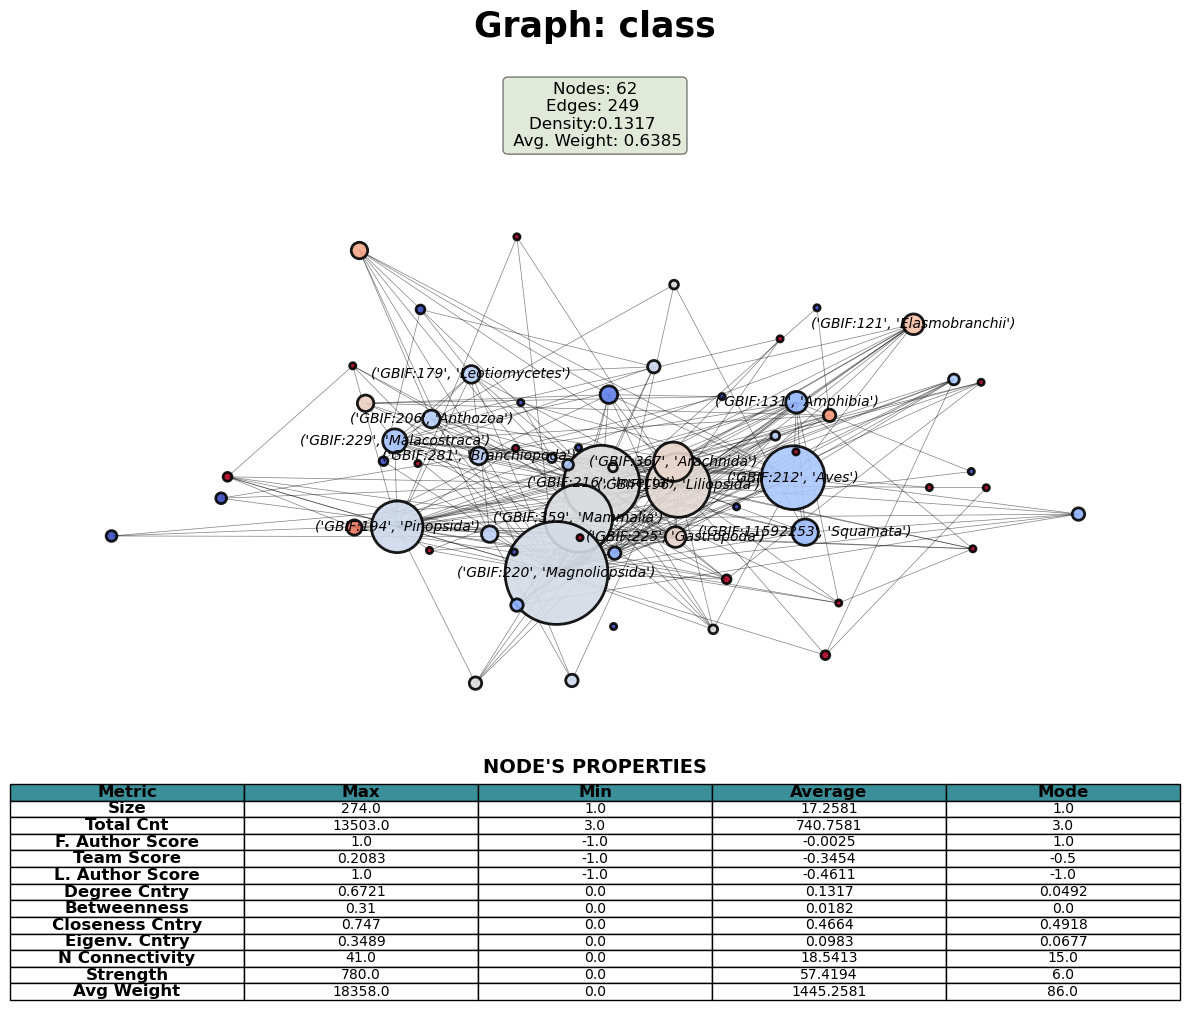 Graph: class
Nodes: 62
Edges: 249
Density:0.1317
Avg. Weight: 0.6385
('GBIF:121', 'Elasmobranchii')
('GBIF:179', 'Leotiomycetes')
('GBIF:131', 'Amphibia')
('GBIF:206', 'Anthozoa')
('GBIF:229', 'Malacostraca')
('GBIF:281', 'Branchiopoda')
('GBIF:367', 'Arachnida')
('GBIF:212', 'Aves')
('GBIF:216', 'Insecta')
('GBIF:196', 'Liliopsida')
('GBIF:359', 'Mammalia')
('GBIF:194', 'Pinopsida')
('GBIF:11592253', 'Squamata')
('GBIF:225', 'Gastropoda')
('GBIF:220', 'Magnoliopsida')
NODE'S PROPERTIES
Metric Max Min Average Mode
Size 274.0 1.0 17.2581 1.0
Total Cnt 13503.0 3.0 740.7581 3.0
F. Author Score 1.0 -1.0 -0.0025 1.0
Team Score 0.2083 -1.0 -0.3454 -0.5
L. Author Score 1.0 -1.0 -0.4611 -1.0
Degree Cntry 0.6721 0.0 0.1317 0.0492
Betweenness 0.31 0.0 0.0182 0.0
Closeness Cntry 0.747 0.0 0.4664 0.4918
Eigenv. Cntry 0.3489 0.0 0.0983 0.0677
N Connectivity 41.0 0.0 18.5413 15.0
Strength 780.0 0.0 57.4194 6.0
Avg Weight 18358.0 0.0 1445.2581 86.0